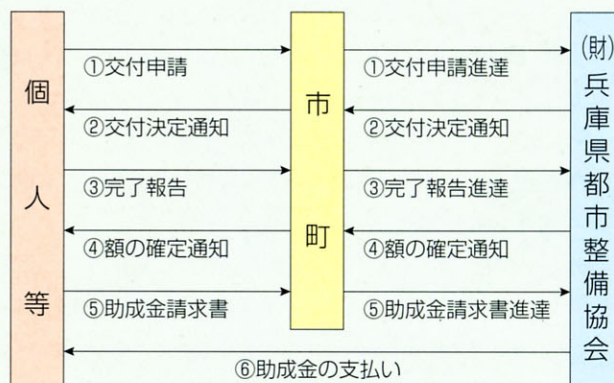 個人等
①交付申請
②交付決定通知
③完了報告
④額の確定通知
⑤助成金請求書
市町
①交付申請進達
②交付決定通知
③完了報告進達
④額の確定通知
⑤助成金請求書進達
⑥助成金の支払い
(財)兵庫県都市整備協会